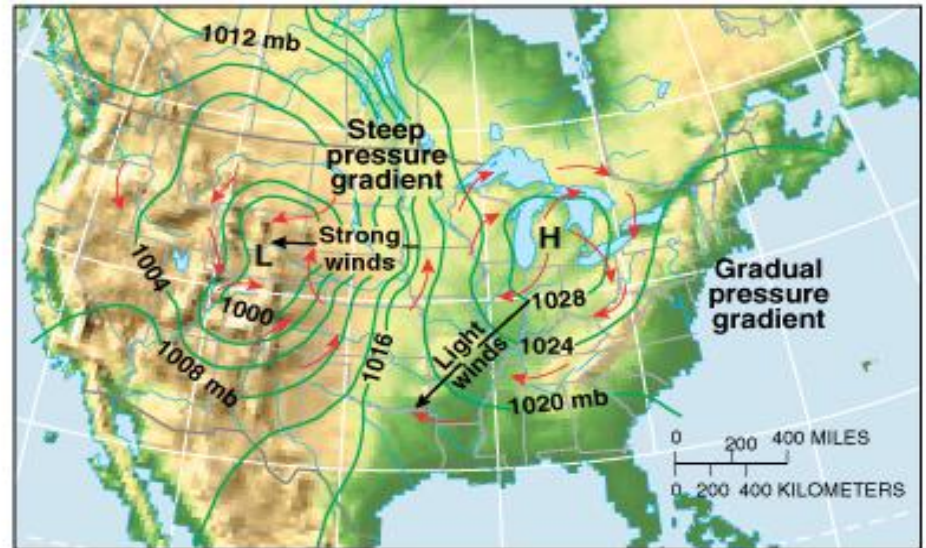 1012 mb
Steep
pressure
gradient
Strong
winds
L
H
1004
1000
1008 mb
1016
Light
winds
1028
1024
1020 mb
Gradual
pressure
gradient
0 200 400 MILES
0 200 400 KILOMETERS